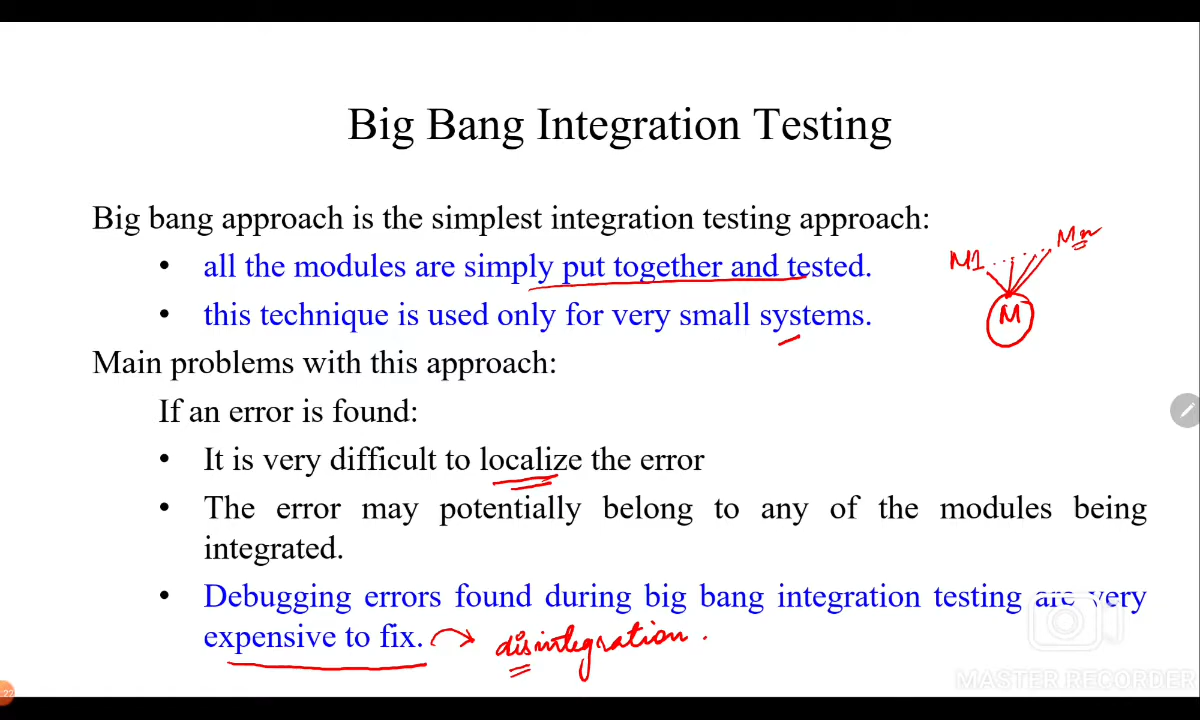 Big Bang Integration Testing
Big bang approach is the simplest integration testing approach:
• all the modules are simply put together and tested.
• this technique is used only for very small systems.
M1 ..... Mn
M
Main problems with this approach:
If an error is found:
• It is very difficult to localize the error
• The error may potentially belong to any of the modules being
integrated.
• Debugging errors found during big bang integration testing are very
expensive to fix. disintegration.
MASTER RECORDER
:22